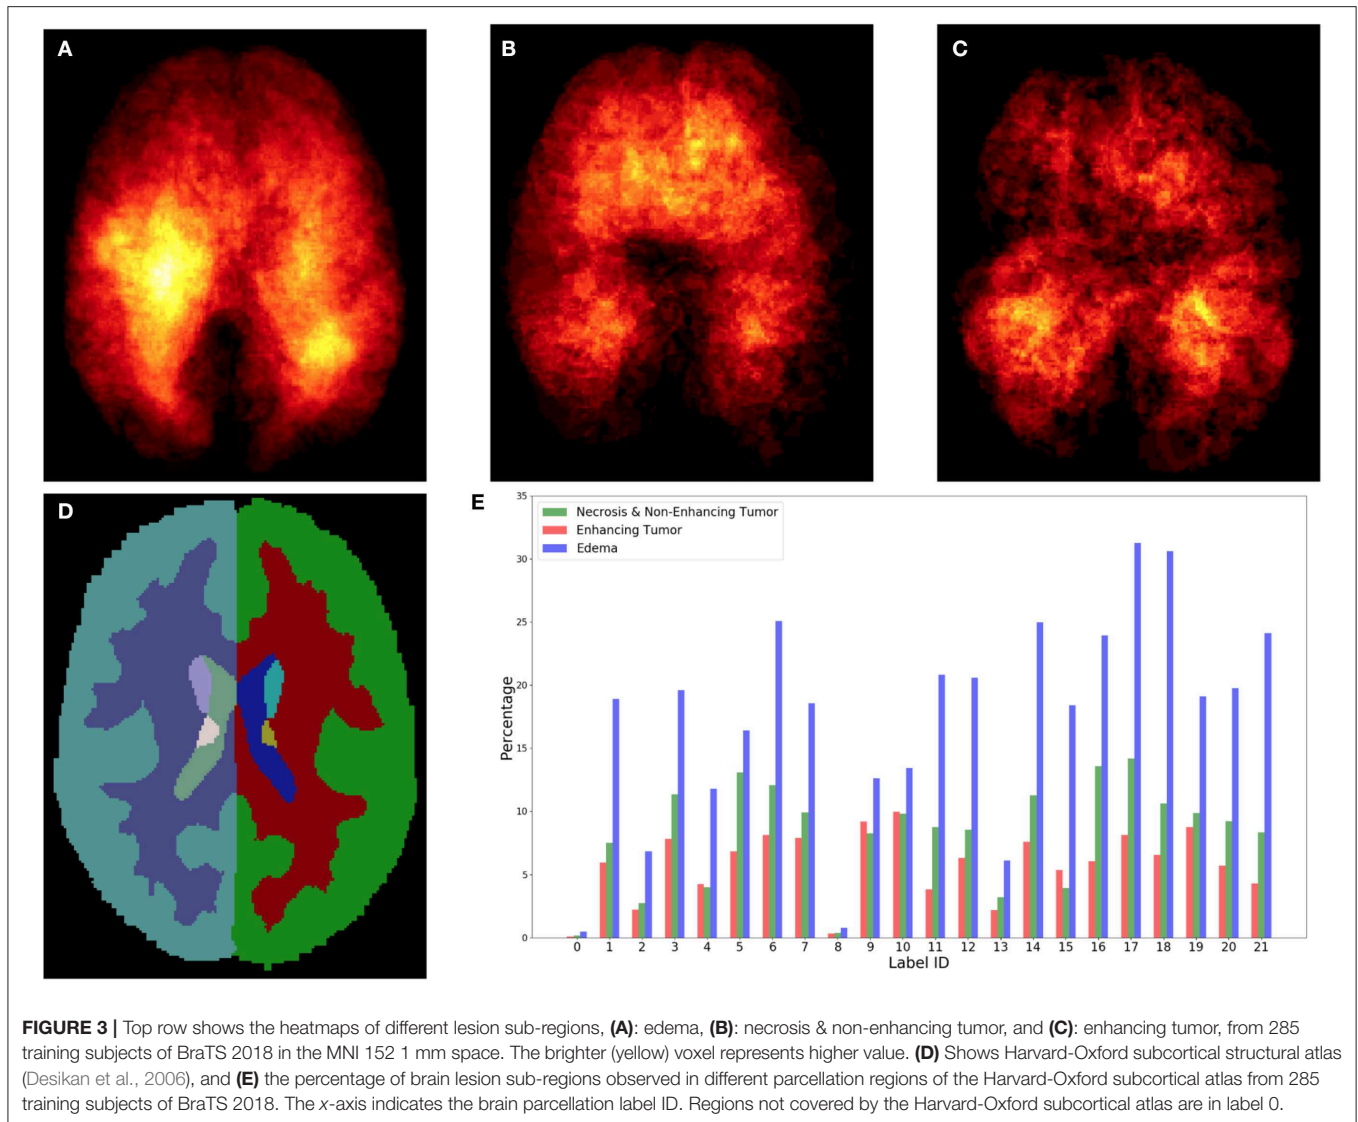 A
B
C
D
E
35
30
25
20
15
10
5
0
Percentage
Necrosis & Non-Enhancing Tumor
Enhancing Tumor
Edema
0 1 2 3 4 5 6 7 8 9 10 11 12 13 14 15 16 17 18 19 20 21
Label ID
FIGURE 3 | Top row shows the heatmaps of different lesion sub-regions, (A): edema, (B): necrosis & non-enhancing tumor, and (C): enhancing tumor, from 285
training subjects of BraTS 2018 in the MNI 152 1 mm space. The brighter (yellow) voxel represents higher value. (D) Shows Harvard-Oxford subcortical structural atlas
(Desikan et al., 2006), and (E) the percentage of brain lesion sub-regions observed in different parcellation regions of the Harvard-Oxford subcortical atlas from 285
training subjects of BraTS 2018. The x-axis indicates the brain parcellation label ID. Regions not covered by the Harvard-Oxford subcortical atlas are in label 0.